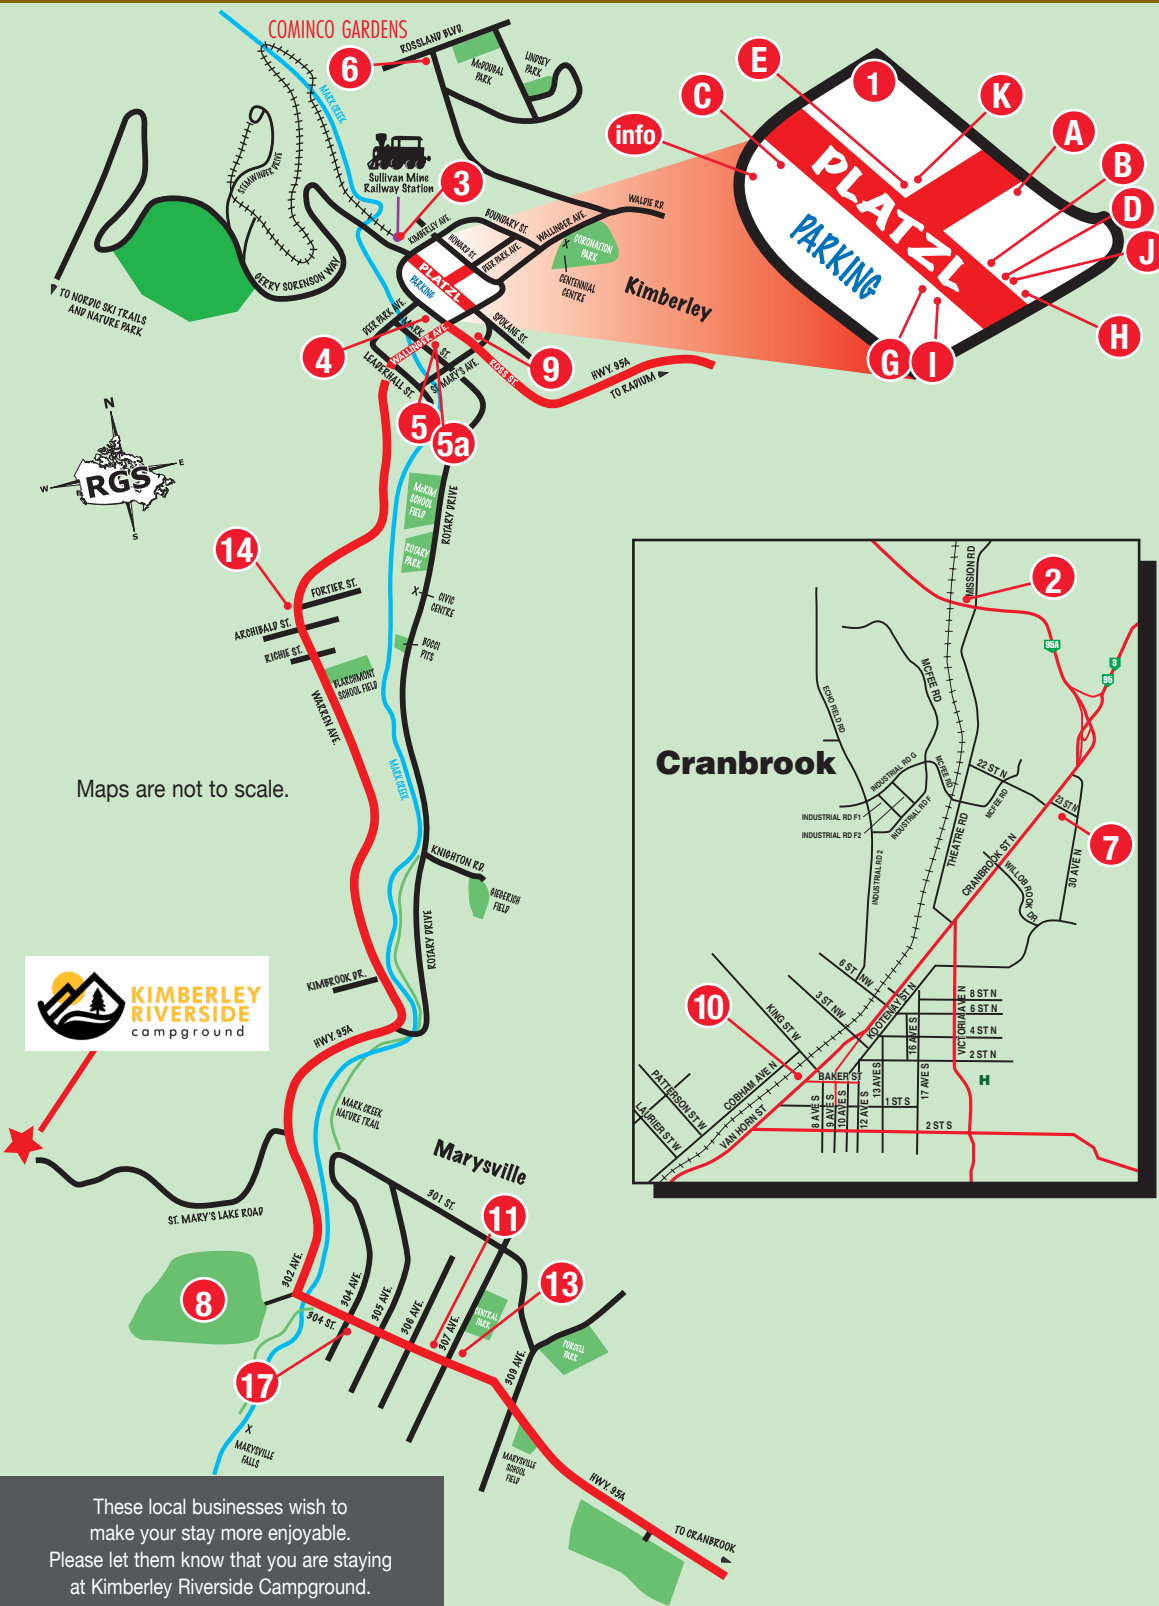 COMINCO GARDENS
6
ROSSLAND BLVD.
McDOUGAL
PARK
LINDSEY
PARK
MARK CREEK
Sullivan Mine
Railway Station
3
STEMWINDER DRIVE
GERRY SORENSON WAY
TO NORDIC SKI TRAILS
AND NATURE PARK
KIMBERLEY AVE.
HOWARD ST.
BOUNDARY ST.
DEER PARK AVE.
WALLINGER AVE.
WALDIE RD.
X
CORONATION
PARK
CENTENNIAL
CENTRE
Kimberley
PLATZL
PARKING
DEER PARK AVE.
MARK ST.
WALLINGER AVE.
SPOKANE ST.
LEADERHALL ST.
ST. MARY'S AVE.
ROSS ST.
HWY. 95A
TO RADIUM
4
9
5
5a
E
1
C
K
info
A
B
D
J
H
G
I
PLATZL
PARKING
N
W
E
S
RGS
McKIM
SCHOOL
FIELD
ROTARY DRIVE
ROTARY
PARK
X
CIVIC
CENTRE
BOCCI
PITS
14
FORTIER ST.
ARCHIBALD ST.
RICHIE ST.
BLARCHMONT
SCHOOL FIELD
WARREN AVE.
MARK CREEK
Maps are not to scale.
KNIGHTON RD.
GIEGERICH
FIELD
ROTARY DRIVE
KIMBROOK DR.
HWY. 95A
KIMBERLEY
RIVERSIDE
campground
MARK CREEK
NATURE TRAIL
ST. MARY'S LAKE ROAD
Marysville
301 ST.
302 AVE.
304 ST.
304 AVE.
305 AVE.
306 AVE.
307 AVE.
309 AVE.
CENTRAL
PARK
PURCELL
PARK
11
13
8
17
X
MARYSVILLE
FALLS
MARYSVILLE
SCHOOL
FIELD
HWY. 95A
TO CRANBROOK
Cranbrook
2
MISSION RD
95A
3
95
MCFEE RD
ECHO FIELD RD
INDUSTRIAL RD G
MCFEE RD
22 ST N
MCFEE RD
23 ST N
INDUSTRIAL RD F1
INDUSTRIAL RD F2
INDUSTRIAL RD F
INDUSTRIAL RD 2
THEATRE RD
CRANBROOK ST N
WILLOBROOK DR
30 AVE N
7
6 ST NW
3 ST NW
KING ST W
KOOTENAY ST N
10
VICTORIA AVE N
8 ST N
6 ST N
4 ST N
2 ST N
16 AVE S
13 AVE S
17 AVE S
H
PATTERSON ST W
LAURIER ST W
COBHAM AVE N
BAKER ST
VAN HORN ST
8 AVE S
9 AVE S
10 AVE S
12 AVE S
1 ST S
2 ST S
These local businesses wish to
make your stay more enjoyable.
Please let them know that you are staying
at Kimberley Riverside Campground.